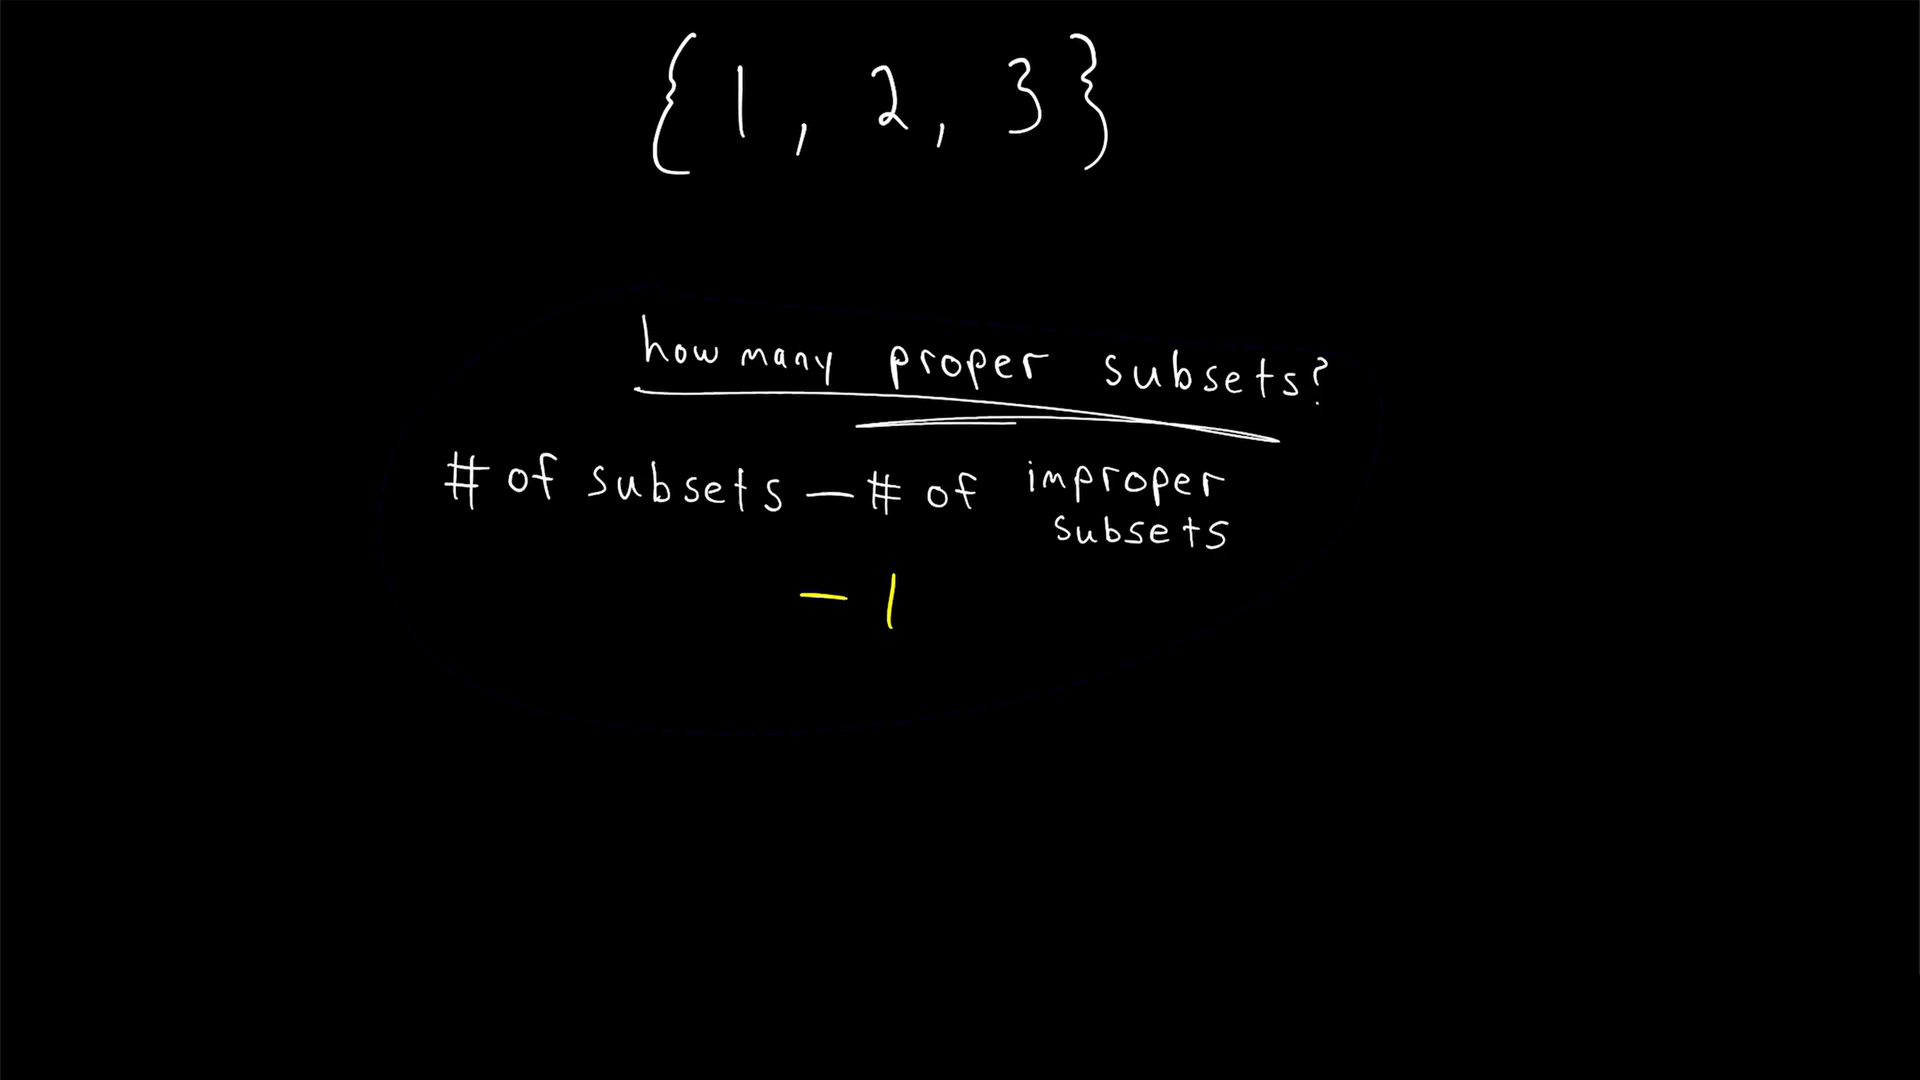 {1, 2, 3}
how many proper subsets?
# of subsets - # of improper
subsets
- 1